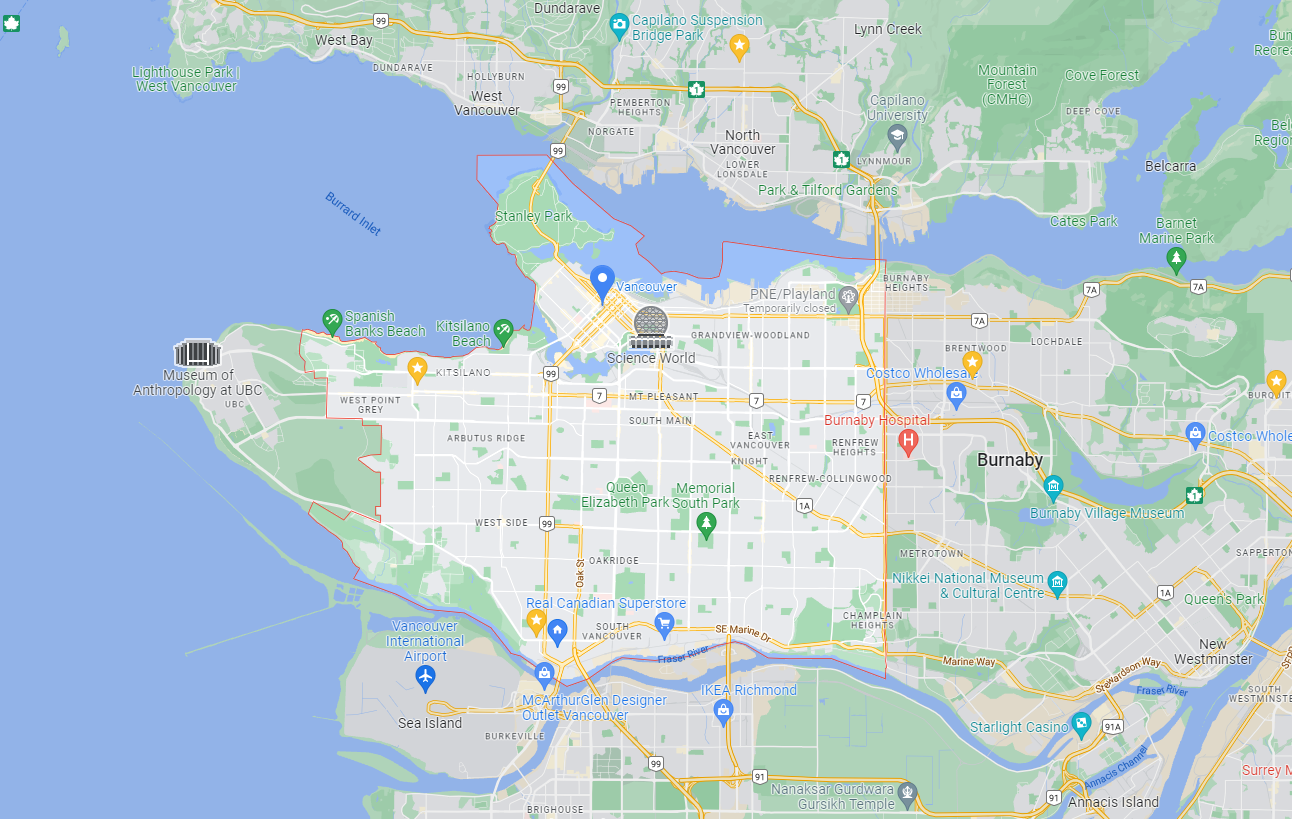 Dundarave
99
Capilano Suspension
Bridge Park
Lynn Creek
West Bay
DUNDARAVE
Lighthouse Park |
West Vancouver
HOLLYBURN
99
West
Vancouver
1
PEMBERTON
HEIGHTS
Mountain
Forest
(CMHC)
Cove Forest
DEEP COVE
Capilano
University
NORGATE
North
Vancouver
LOWER
LONSDALE
99
1
LYNNMOUR
Belcarra
Park & Tilford Gardens
Burrard Inlet
Stanley Park
Cates Park
Barnet
Marine Park
BURNABY
HEIGHTS
7A
7A
Vancouver
PNE/Playland
Temporarily closed
Spanish
Banks Beach
Kitsilano
Beach
7A
GRANDVIEW-WOODLAND
LOCHDALE
BRENTWOOD
Science World
Museum of
Anthropology at UBC
UBC
KITSILANO
99
Costco Wholesale
WEST POINT
GREY
7
MT PLEASANT
7
7
SOUTH MAIN
Burnaby Hospital
ARBUTUS RIDGE
EAST
VANCOUVER
RENFREW
HEIGHTS
Costco Whole
KNIGHT
Burnaby
RENFREW-COLLINGWOOD
Queen
Elizabeth Park
Memorial
South Park
1
1A
Burnaby Village Museum
WEST SIDE
99
OAKRIDGE
Oak St
METROTOWN
SAPPERTON
Nikkei National Museum
& Cultural Centre
1A
Queen's Park
Real Canadian Superstore
CHAMPLAIN
HEIGHTS
Vancouver
International
Airport
SOUTH
VANCOUVER
SE Marine Dr
New
Westminster
Fraser River
Marine Way
Stewardson Way
Fraser River
SOUTH
WESTMINSTE
McArthurGlen Designer
Outlet Vancouver
IKEA Richmond
Sea Island
BURKEVILLE
Starlight Casino
91A
99
91
Annacis Channel
Surrey M
Nanaksar Gurdwara
Gursikh Temple
91
Annacis Island
BRIGHOUSE